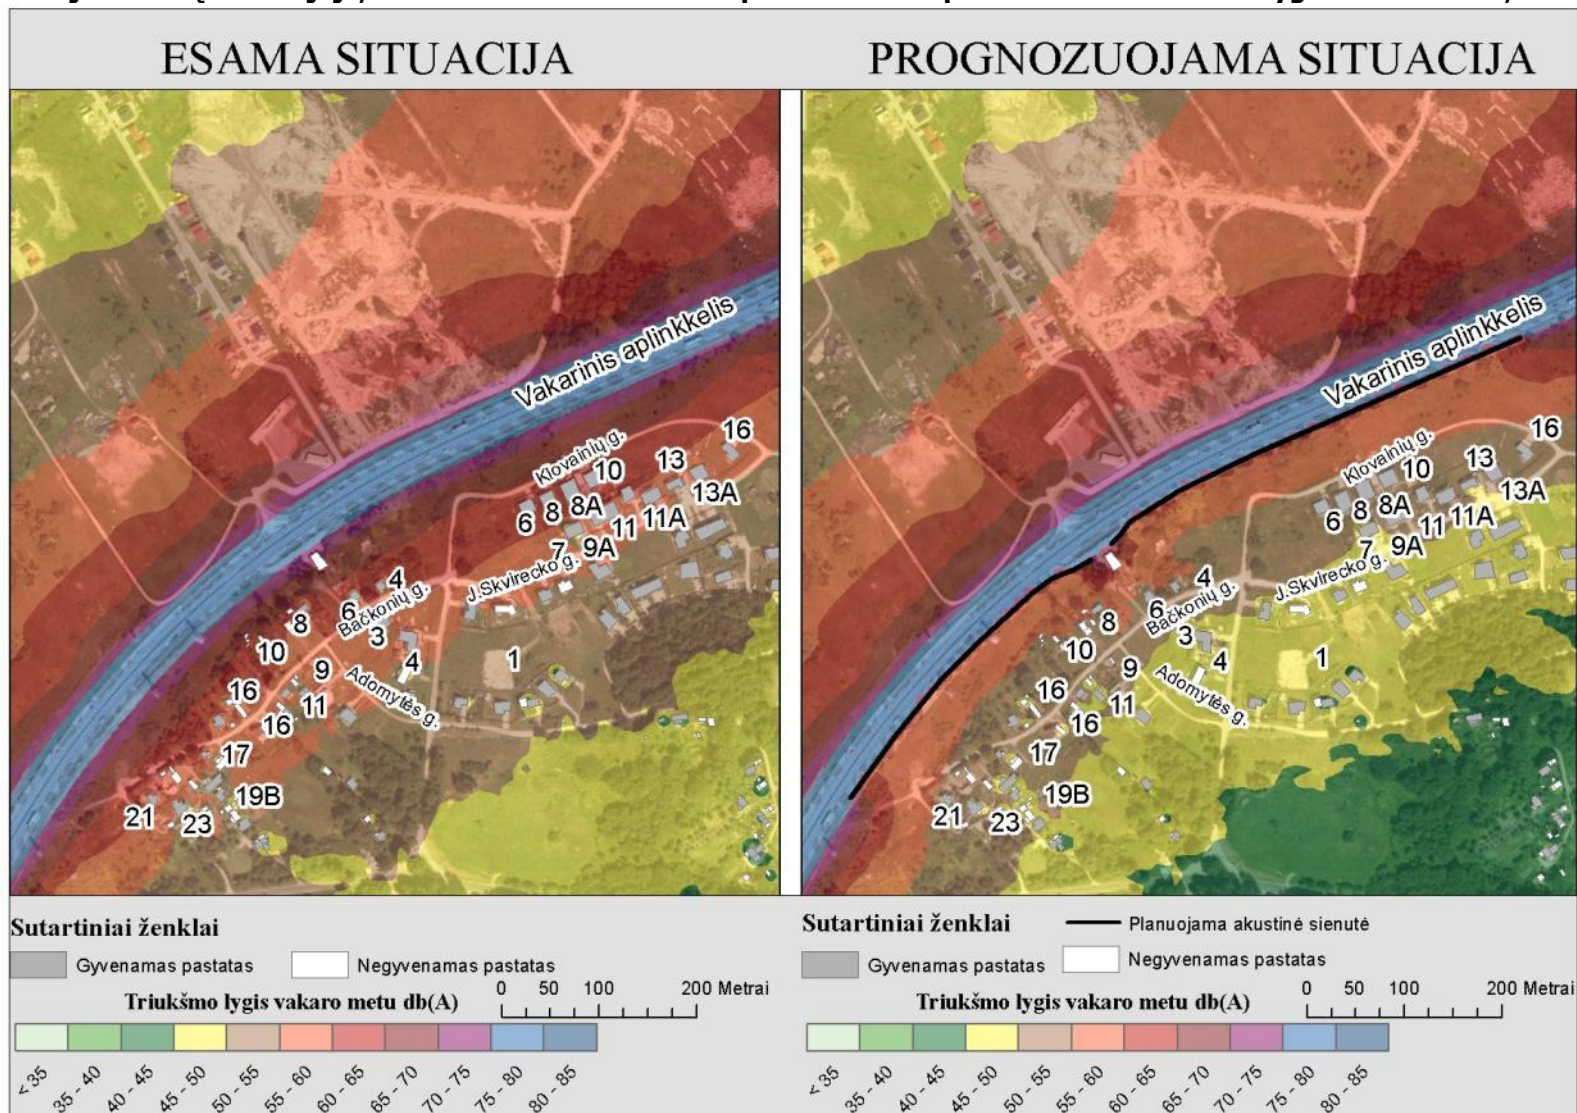 ESAMA SITUACIJA
Vakarinis aplinkkelis
16
Klovainių g.
10
13
13A
6
8
8A
11
11A
7
9A
J.Skvirecko g.
4
6
Bačkonių g.
8
3
10
9
4
1
Adomytės g.
16
11
16
17
19B
21
23
PROGNOZUOJAMA SITUACIJA
Vakarinis aplinkkelis
16
Klovainių g.
10
13
13A
6
8
8A
11
11A
7
9A
J.Skvirecko g.
4
6
Bačkonių g.
8
3
10
9
4
1
Adomytės g.
16
11
16
17
19B
21
23
Sutartiniai ženklai
Gyvenamas pastatas
Negyvenamas pastatas
Triukšmo lygis vakaro metu db(A)
0 50 100 200 Metrai
< 35
35 - 40
40 - 45
45 - 50
50 - 55
55 - 60
60 - 65
65 - 70
70 - 75
75 - 80
80 - 85
Sutartiniai ženklai
Planuojama akustinė sienutė
Gyvenamas pastatas
Negyvenamas pastatas
Triukšmo lygis vakaro metu db(A)
0 50 100 200 Metrai
< 35
35 - 40
40 - 45
45 - 50
50 - 55
55 - 60
60 - 65
65 - 70
70 - 75
75 - 80
80 - 85